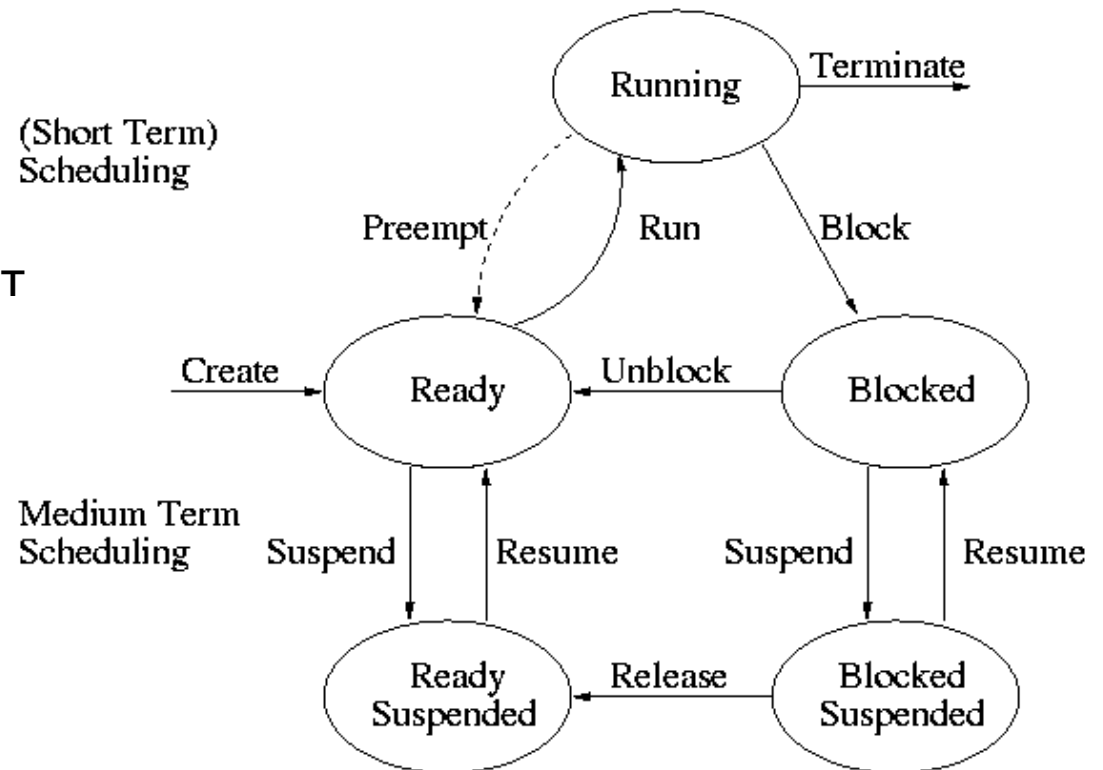 Running
Terminate
(Short Term)
Scheduling
Preempt
Run
Block
T
Create
Ready
Unblock
Blocked
Medium Term
Scheduling
Suspend
Resume
Suspend
Resume
Ready
Suspended
Release
Blocked
Suspended